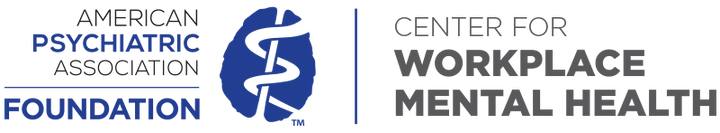 AMERICAN
PSYCHIATRIC
ASSOCIATION
FOUNDATION
TM
CENTER FOR
WORKPLACE
MENTAL HEALTH